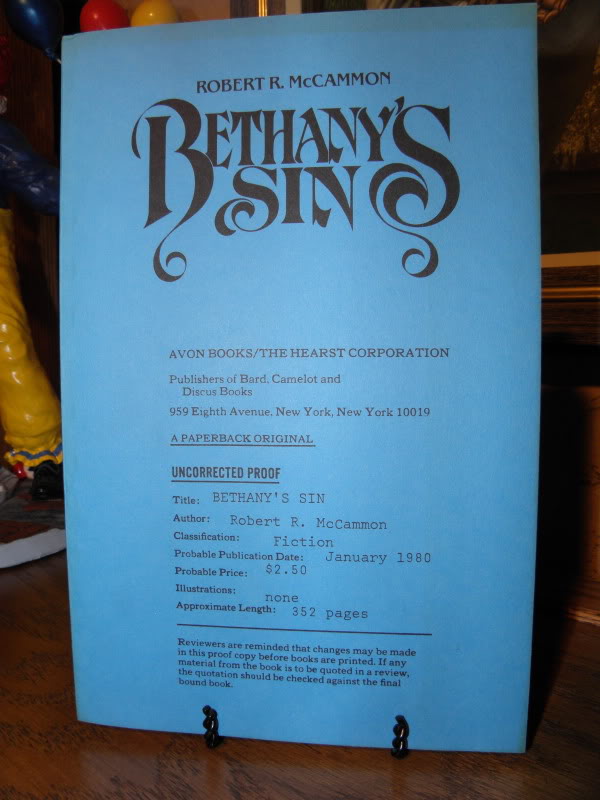 ROBERT R. McCAMMON
BETHANY'S
SIN
AVON BOOKS/THE HEARST CORPORATION
Publishers of Bard, Camelot and
Discus Books
959 Eighth Avenue, New York, New York 10019
A PAPERBACK ORIGINAL
UNCORRECTED PROOF
Title: BETHANY'S SIN
Author: Robert R. McCammon
Classification: Fiction
Probable Publication Date: January 1980
Probable Price: $2.50
Illustrations: none
Approximate Length: 352 pages
Reviewers are reminded that changes may be made
in this proof copy before books are printed. If any
material from the book is to be quoted in a review,
the quotation should be checked against the final
bound book.